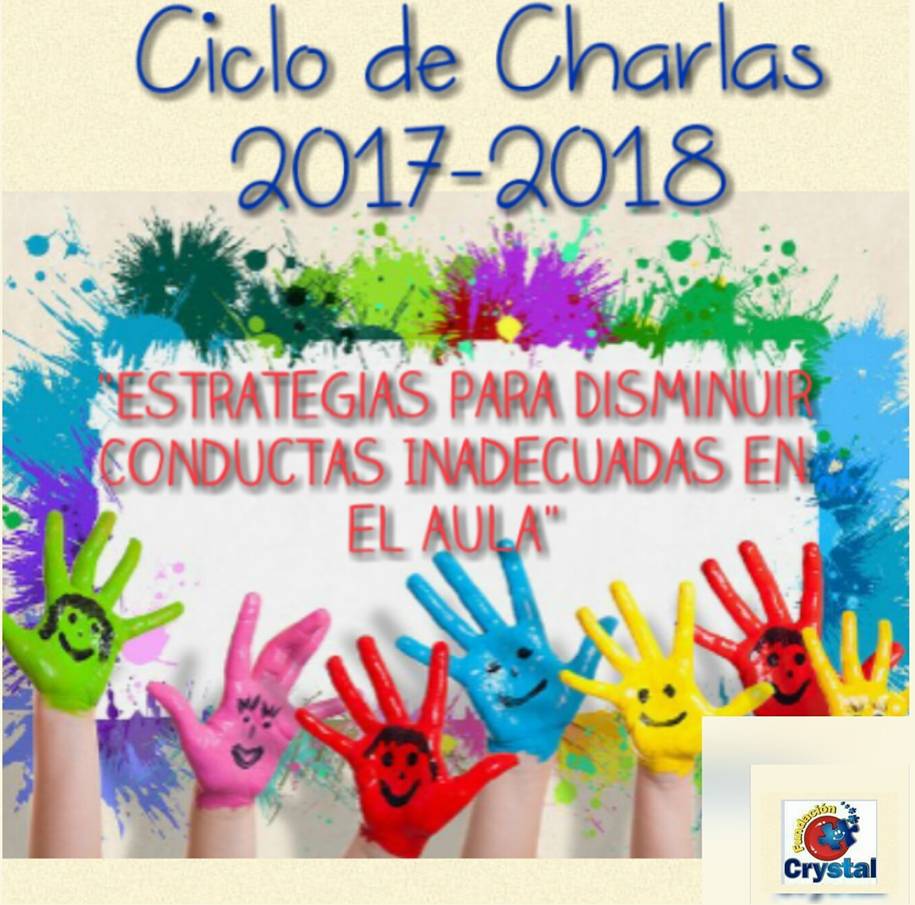 Ciclo de Charlas
2017-2018
"ESTRATEGIAS PARA DISMINUIR
CONDUCTAS INADECUADAS EN
EL AULA"
Fundación
Crystal